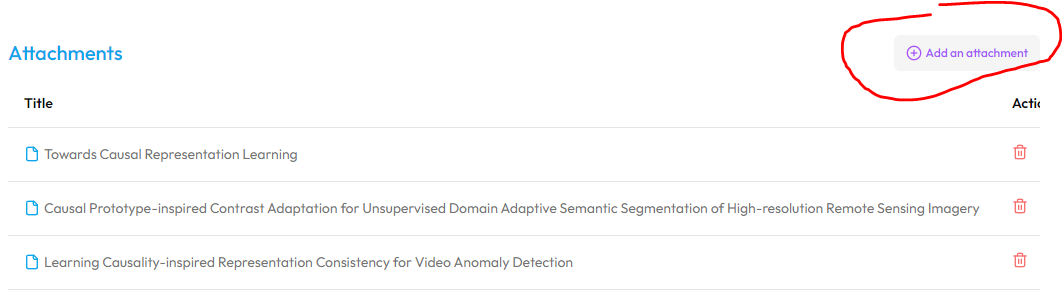 Attachments
Add an attachment
Title
Actic
Towards Causal Representation Learning
Causal Prototype-inspired Contrast Adaptation for Unsupervised Domain Adaptive Semantic Segmentation of High-resolution Remote Sensing Imagery
Learning Causality-inspired Representation Consistency for Video Anomaly Detection